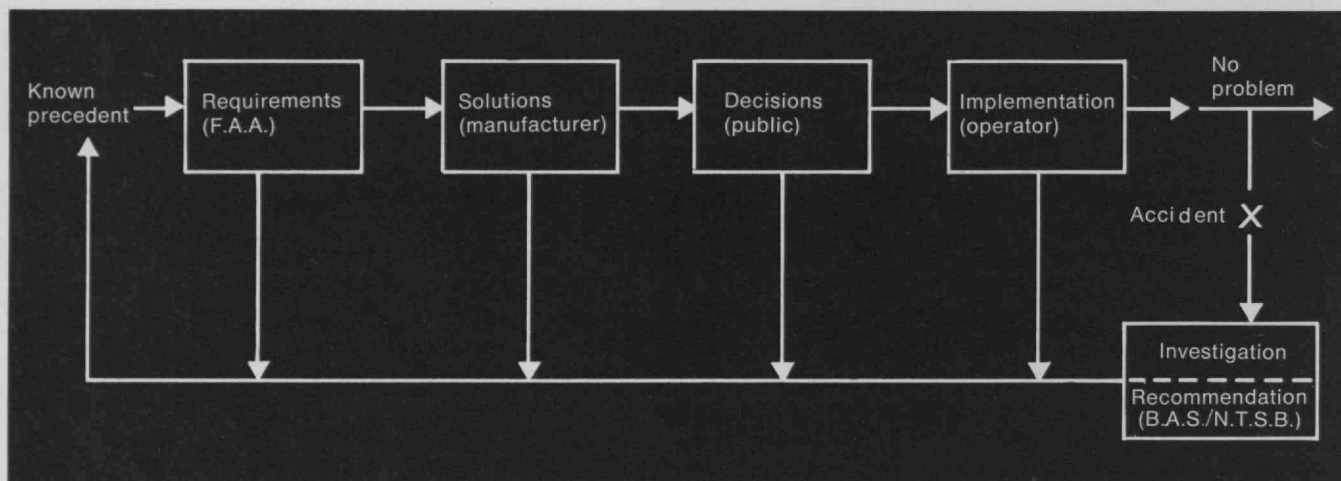 Known
precedent
Requirements
(F.A.A.)
Solutions
(manufacturer)
Decisions
(public)
Implementation
(operator)
No
problem
Accident X
Investigation
Recommendation
(B.A.S./N.T.S.B.)